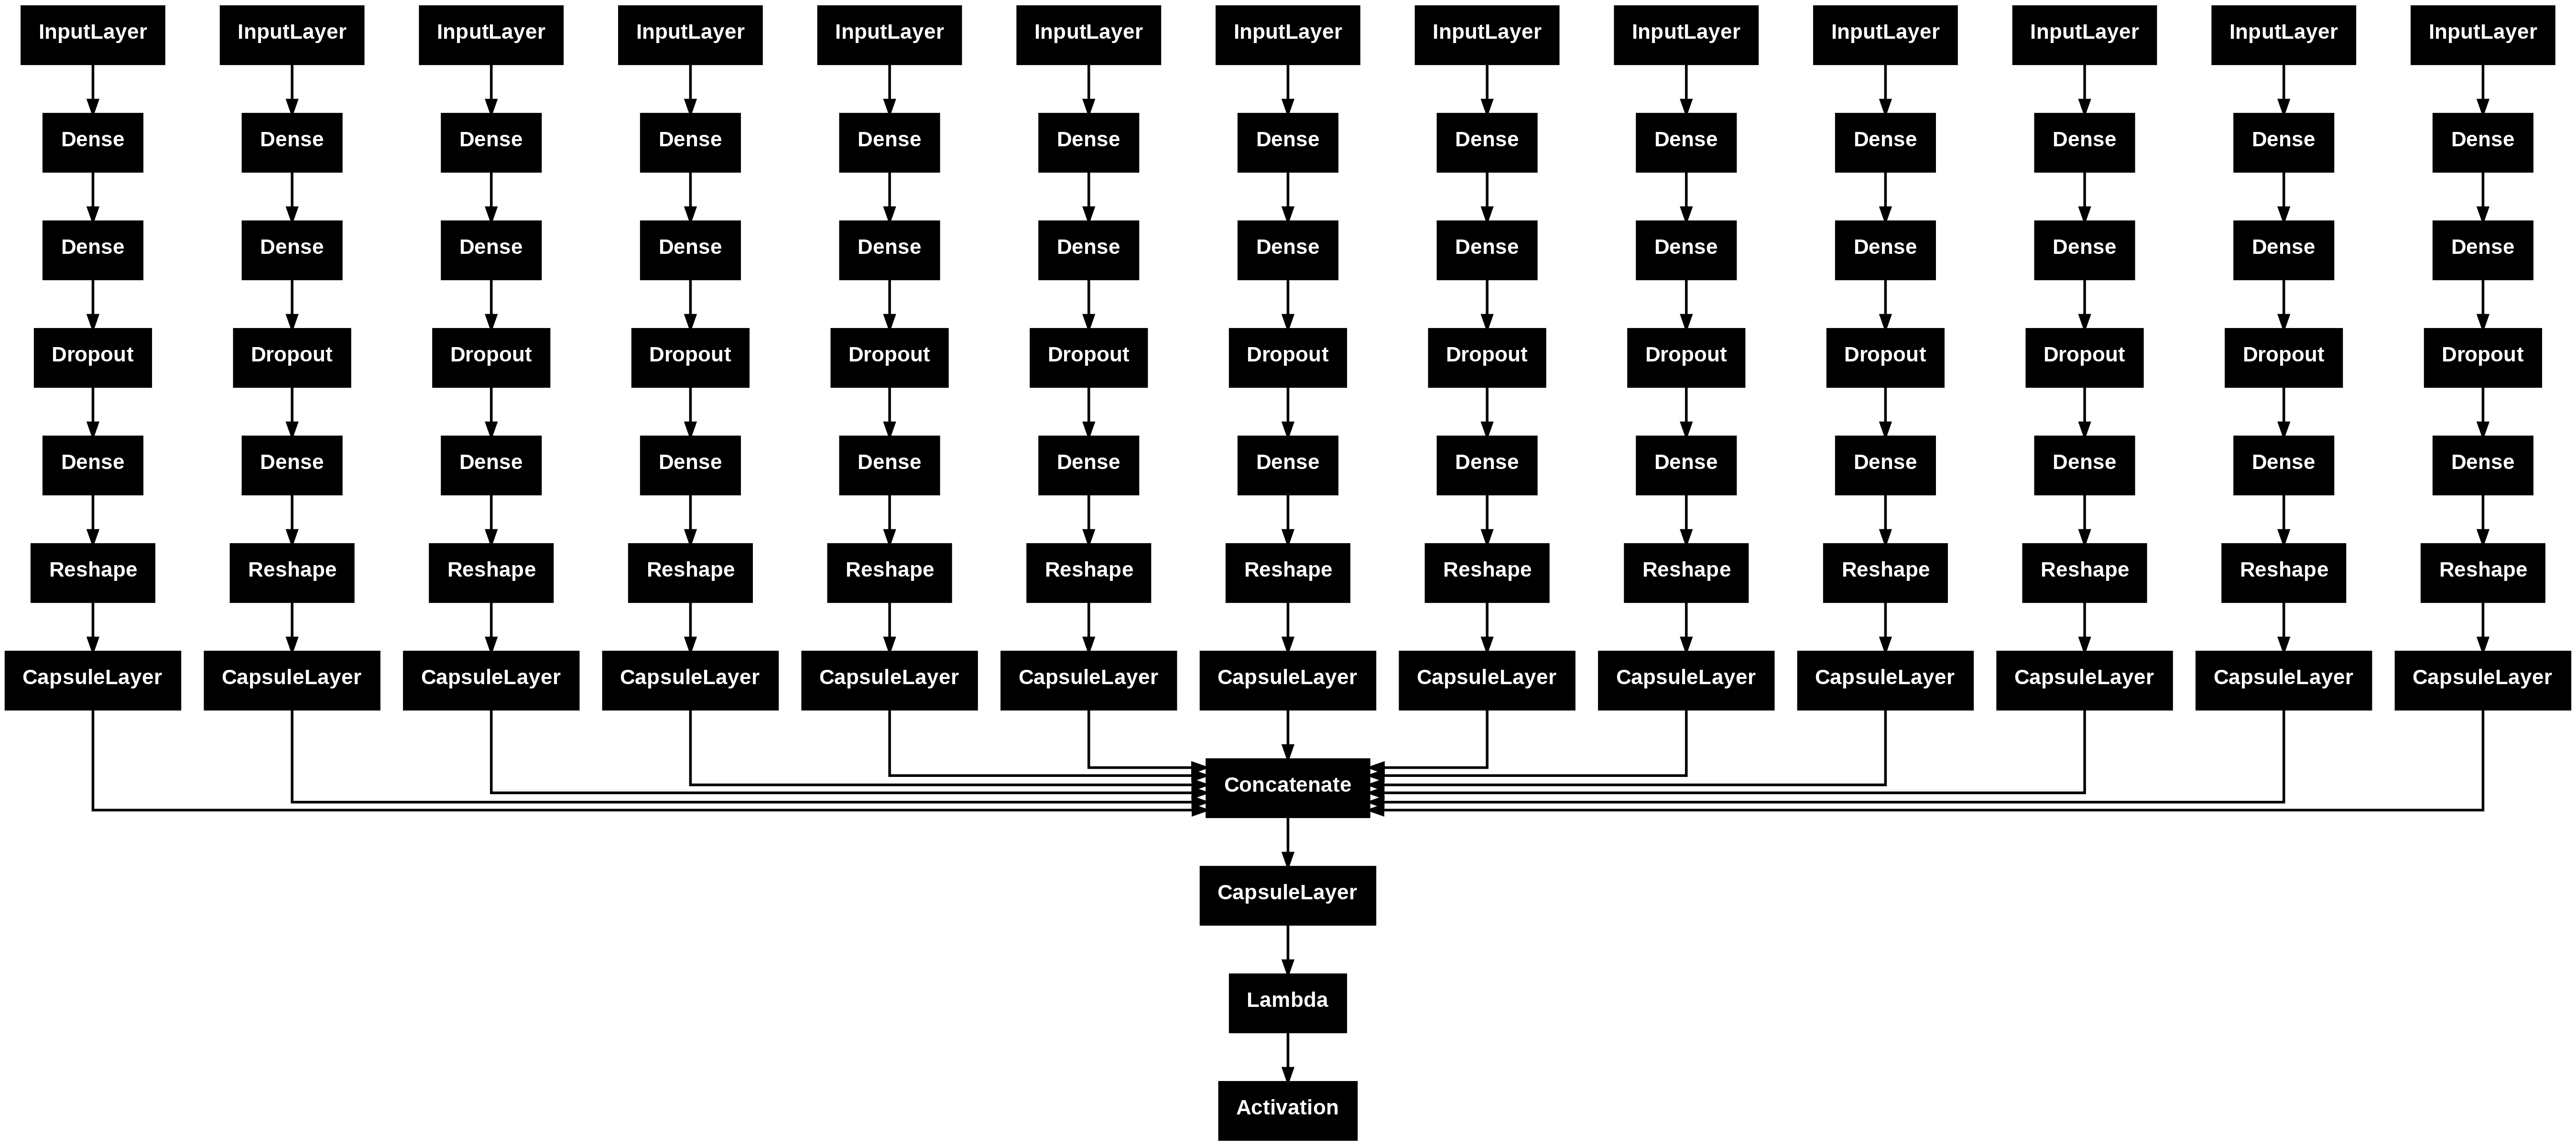 InputLayer InputLayer InputLayer InputLayer InputLayer InputLayer InputLayer InputLayer InputLayer InputLayer InputLayer InputLayer InputLayer
Dense Dense Dense Dense Dense Dense Dense Dense Dense Dense Dense Dense Dense
Dense Dense Dense Dense Dense Dense Dense Dense Dense Dense Dense Dense Dense
Dropout Dropout Dropout Dropout Dropout Dropout Dropout Dropout Dropout Dropout Dropout Dropout Dropout
Dense Dense Dense Dense Dense Dense Dense Dense Dense Dense Dense Dense Dense
Reshape Reshape Reshape Reshape Reshape Reshape Reshape Reshape Reshape Reshape Reshape Reshape Reshape
CapsuleLayer CapsuleLayer CapsuleLayer CapsuleLayer CapsuleLayer CapsuleLayer CapsuleLayer CapsuleLayer CapsuleLayer CapsuleLayer CapsuleLayer CapsuleLayer CapsuleLayer
Concatenate
CapsuleLayer
Lambda
Activation